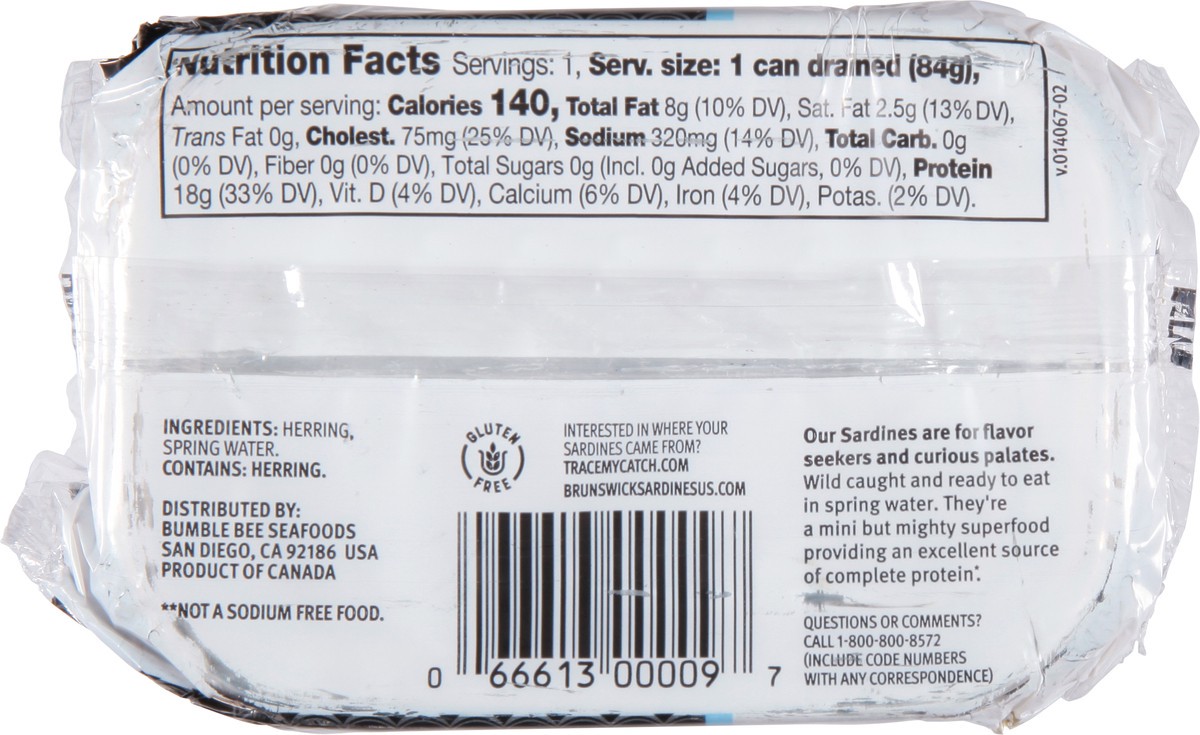 Nutrition Facts Servings: 1, Serv. size: 1 can drained (84g),
Amount per serving: Calories 140, Total Fat 8g (10% DV), Sat. Fat 2.5g (13% DV),
Trans Fat 0g, Cholest. 75mg (25% DV), Sodium 320mg (14% DV), Total Carb. 0g
(0% DV), Fiber 0g (0% DV), Total Sugars 0g (Incl. 0g Added Sugars, 0% DV), Protein
18g (33% DV), Vit. D (4% DV), Calcium (6% DV), Iron (4% DV), Potas. (2% DV).
v.014067-02
INGREDIENTS: HERRING,
SPRING WATER.
CONTAINS: HERRING.
DISTRIBUTED BY:
BUMBLE BEE SEAFOODS
SAN DIEGO, CA 92186 USA
PRODUCT OF CANADA
**NOT A SODIUM FREE FOOD.
GLUTEN
FREE
INTERESTED IN WHERE YOUR
SARDINES CAME FROM?
TRACEMYCATCH.COM
BRUNSWICKSARDINESUS.COM
0 66613 00009 7
Our Sardines are for flavor
seekers and curious palates.
Wild caught and ready to eat
in spring water. They're
a mini but mighty superfood
providing an excellent source
of complete protein*.
QUESTIONS OR COMMENTS?
CALL 1-800-800-8572
(INCLUDE CODE NUMBERS
WITH ANY CORRESPONDENCE)